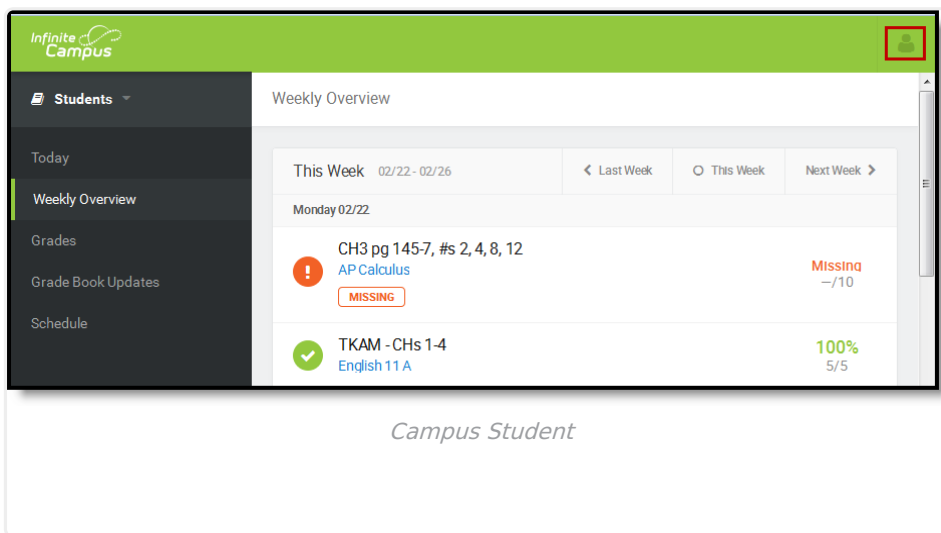 Infinite
Campus
Students
Weekly Overview
Today
Weekly Overview
Grades
Grade Book Updates
Schedule
This Week 02/22 - 02/26
Last Week
This Week
Next Week
Monday 02/22
CH3 pg 145-7, #s 2, 4, 8, 12
AP Calculus
MISSING
Missing
–/10
TKAM - CHs 1-4
English 11 A
100%
5/5
Campus Student